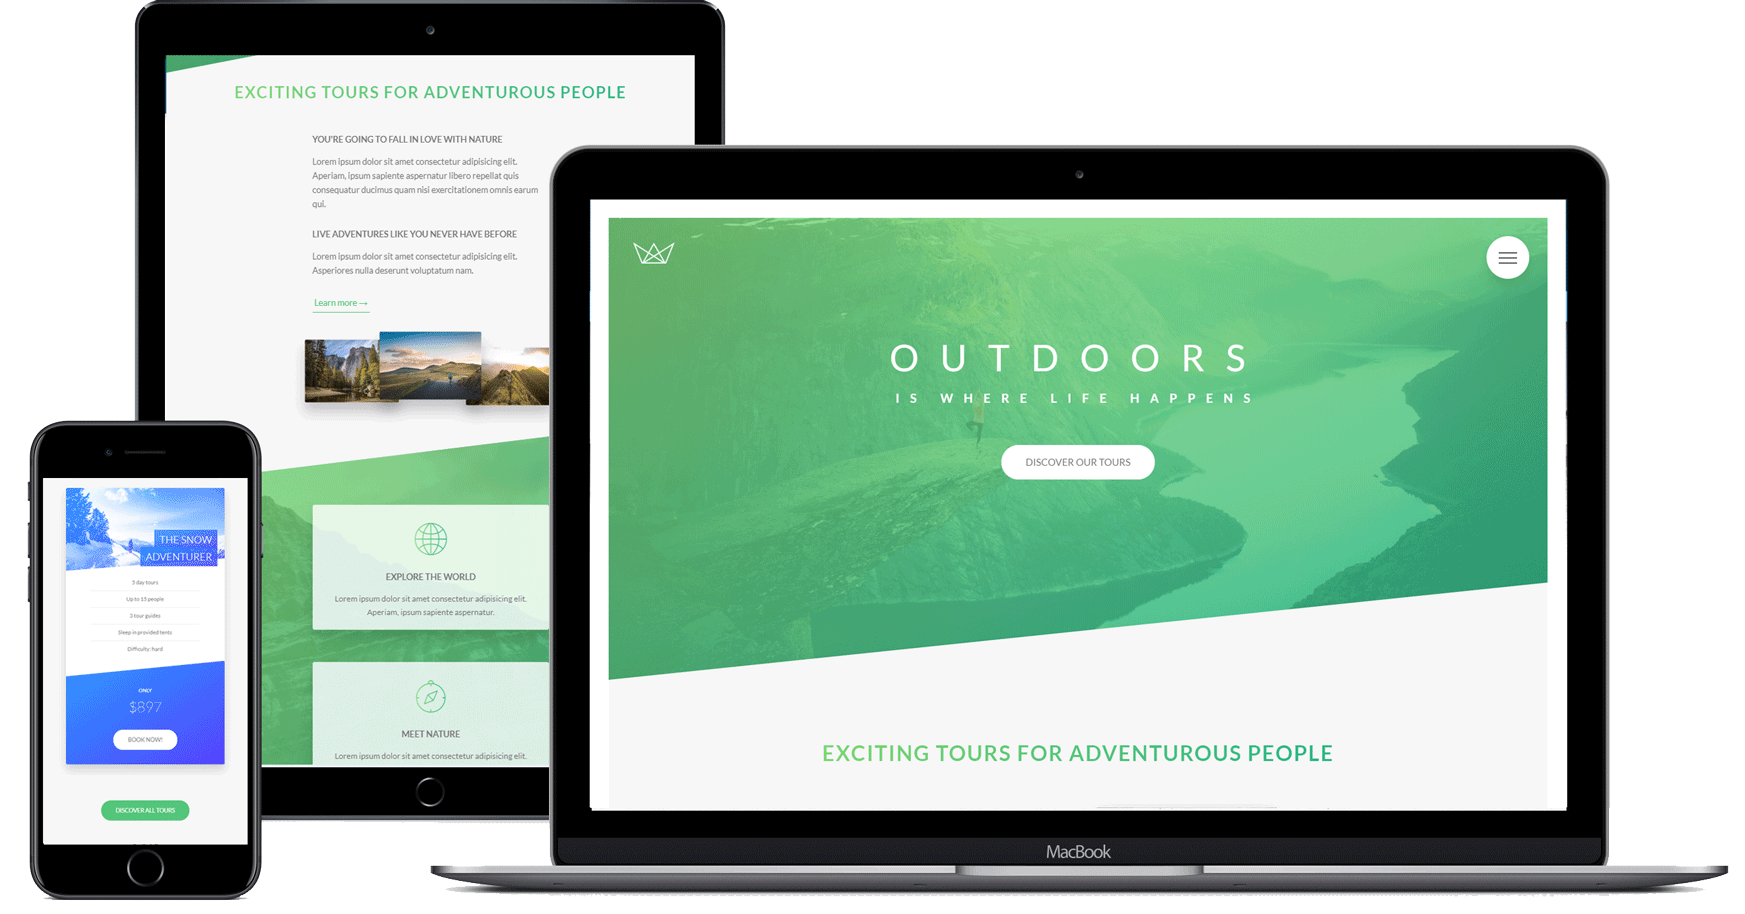 EXCITING TOURS FOR ADVENTUROUS PEOPLE
YOU'RE GOING TO FALL IN LOVE WITH NATURE
Lorem ipsum dolor sit amet consectetur adipisicing elit.
Aperiam, ipsum sapiente aspernatur libero repellat quis
consequatur ducimus quam nisi exercitationem omnis earum
qui.
LIVE ADVENTURES LIKE YOU NEVER HAVE BEFORE
Lorem ipsum dolor sit amet consectetur adipisicing elit.
Asperiores nulla deserunt voluptatum nam.
Learn more →
EXPLORE THE WORLD
Lorem ipsum dolor sit amet consectetur adipisicing elit.
Aperiam, ipsum sapiente aspernatur.
MEET NATURE
Lorem ipsum dolor sit amet consectetur adipisicing elit.
THE SNOW
ADVENTURER
5 day tours
Up to 15 people
3 tour guides
Sleep in provided tents
Difficulty: hard
ONLY
$897
BOOK NOW!
DISCOVER ALL TOURS
OUTDOORS
IS WHERE LIFE HAPPENS
DISCOVER OUR TOURS
EXCITING TOURS FOR ADVENTUROUS PEOPLE
MacBook